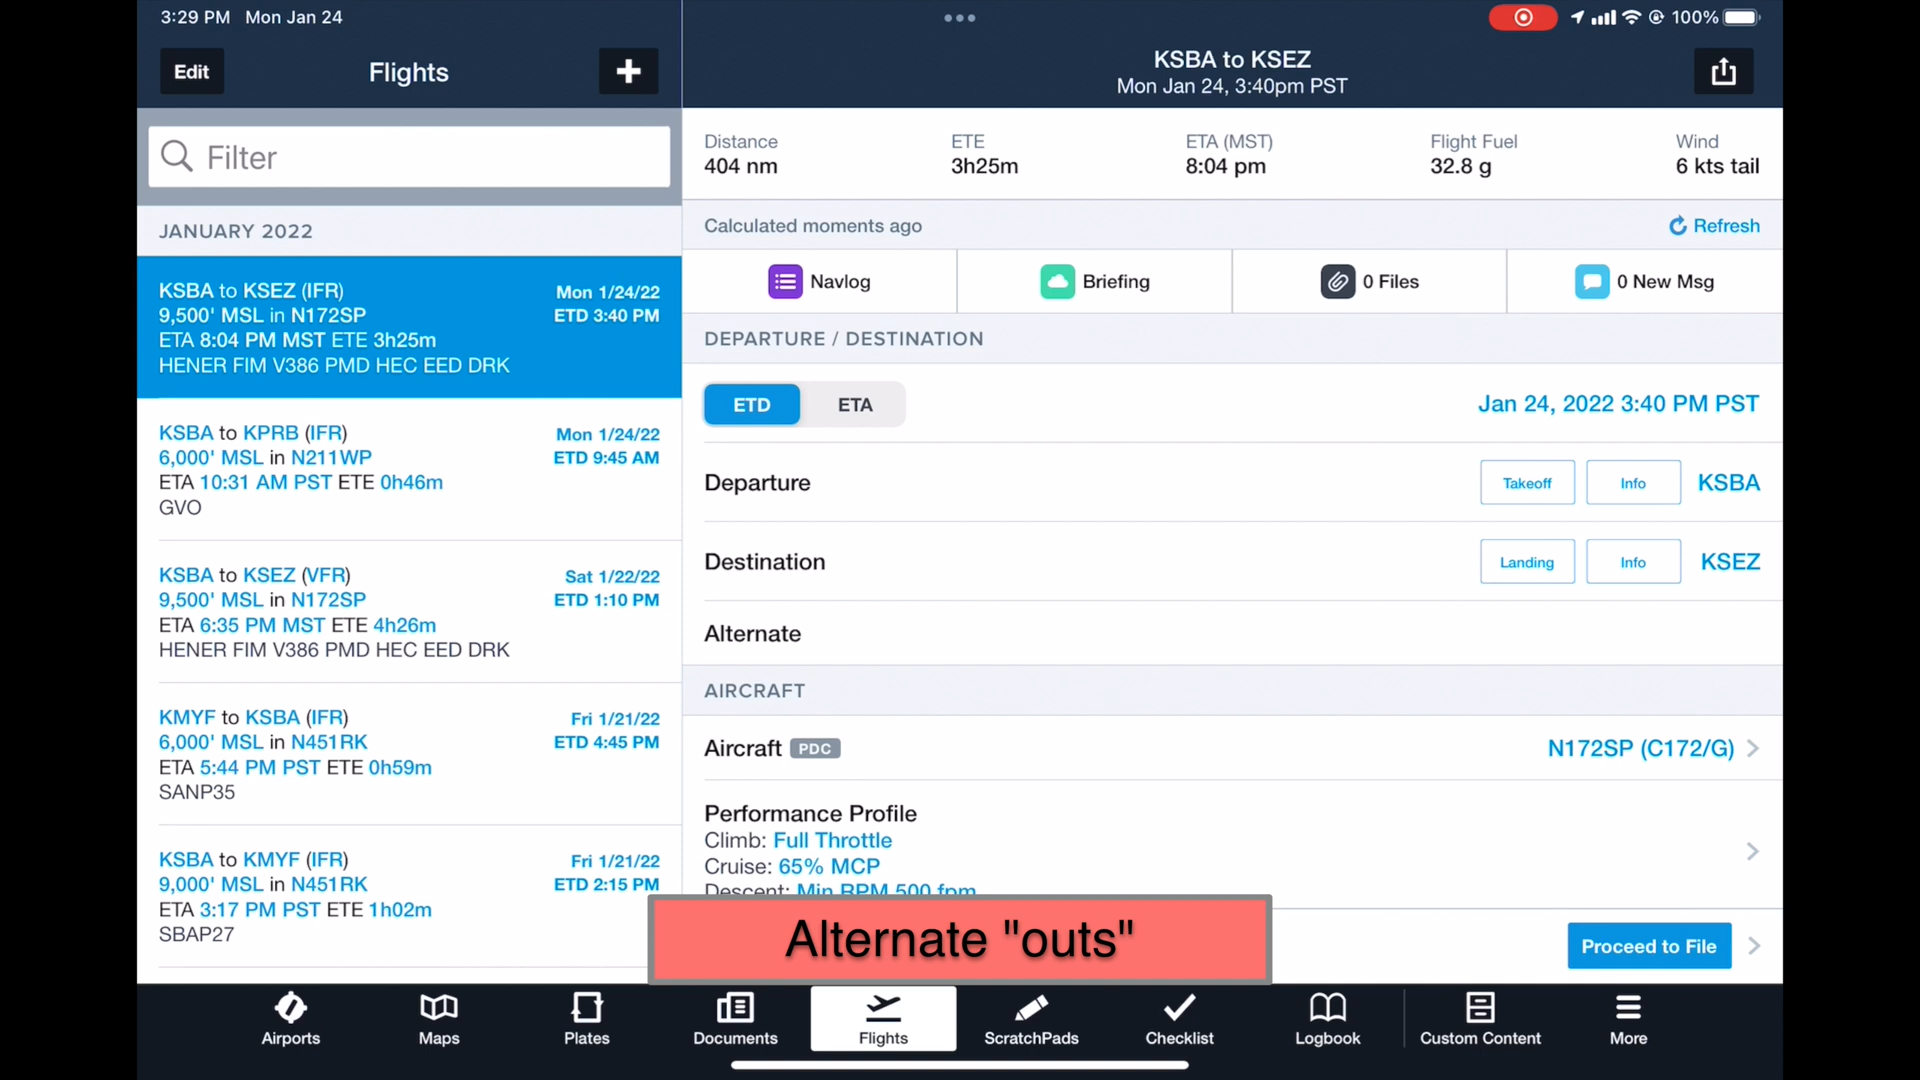 3:29 PM Mon Jan 24
100%
Edit
Flights
KSBA to KSEZ
Mon Jan 24, 3:40pm PST
Filter
JANUARY 2022
KSBA to KSEZ (IFR)
Mon 1/24/22
9,500' MSL in N172SP
ETD 3:40 PM
ETA 8:04 PM MST ETE 3h25m
HENER FIM V386 PMD HEC EED DRK
KSBA to KPRB (IFR)
Mon 1/24/22
6,000' MSL in N211WP
ETD 9:45 AM
ETA 10:31 AM PST ETE 0h46m
GVO
KSBA to KSEZ (VFR)
Sat 1/22/22
9,500' MSL in N172SP
ETD 1:10 PM
ETA 6:35 PM MST ETE 4h26m
HENER FIM V386 PMD HEC EED DRK
KMYF to KSBA (IFR)
Fri 1/21/22
6,000' MSL in N451RK
ETD 4:45 PM
ETA 5:44 PM PST ETE 0h59m
SANP35
KSBA to KMYF (IFR)
Fri 1/21/22
9,000' MSL in N451RK
ETD 2:15 PM
ETA 3:17 PM PST ETE 1h02m
SBAP27
Distance
404 nm
ETE
3h25m
ETA (MST)
8:04 pm
Flight Fuel
32.8 g
Wind
6 kts tail
Calculated moments ago
Refresh
Navlog
Briefing
0 Files
0 New Msg
DEPARTURE / DESTINATION
ETD
ETA
Jan 24, 2022 3:40 PM PST
Departure
Takeoff
Info
KSBA
Destination
Landing
Info
KSEZ
Alternate
AIRCRAFT
Aircraft PDC
N172SP (C172/G)
Performance Profile
Climb: Full Throttle
Cruise: 65% MCP
Descent: Min RPM 500 fpm
Alternate "outs"
Proceed to File
Airports
Maps
Plates
Documents
Flights
ScratchPads
Checklist
Logbook
Custom Content
More